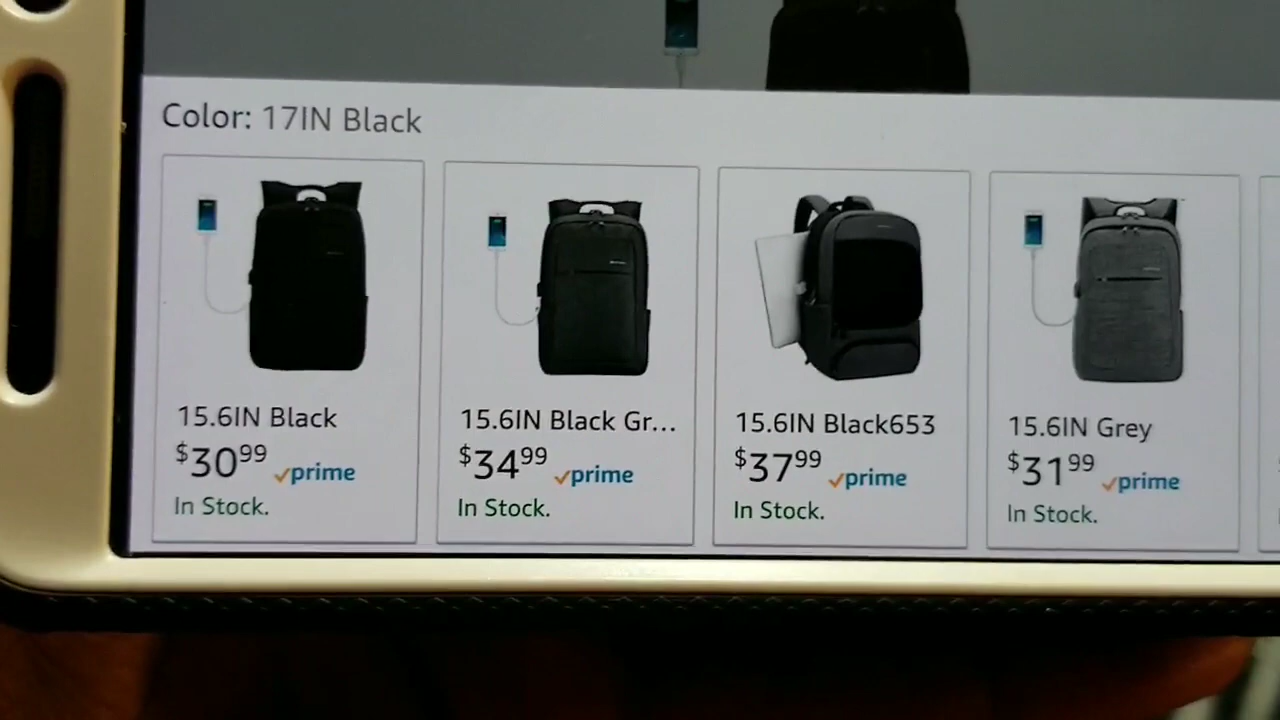 Color: 17IN Black
15.6IN Black
$30.99 prime
In Stock.
15.6IN Black Gr...
$34.99 prime
In Stock.
15.6IN Black653
$37.99 prime
In Stock.
15.6IN Grey
$31.99 prime
In Stock.